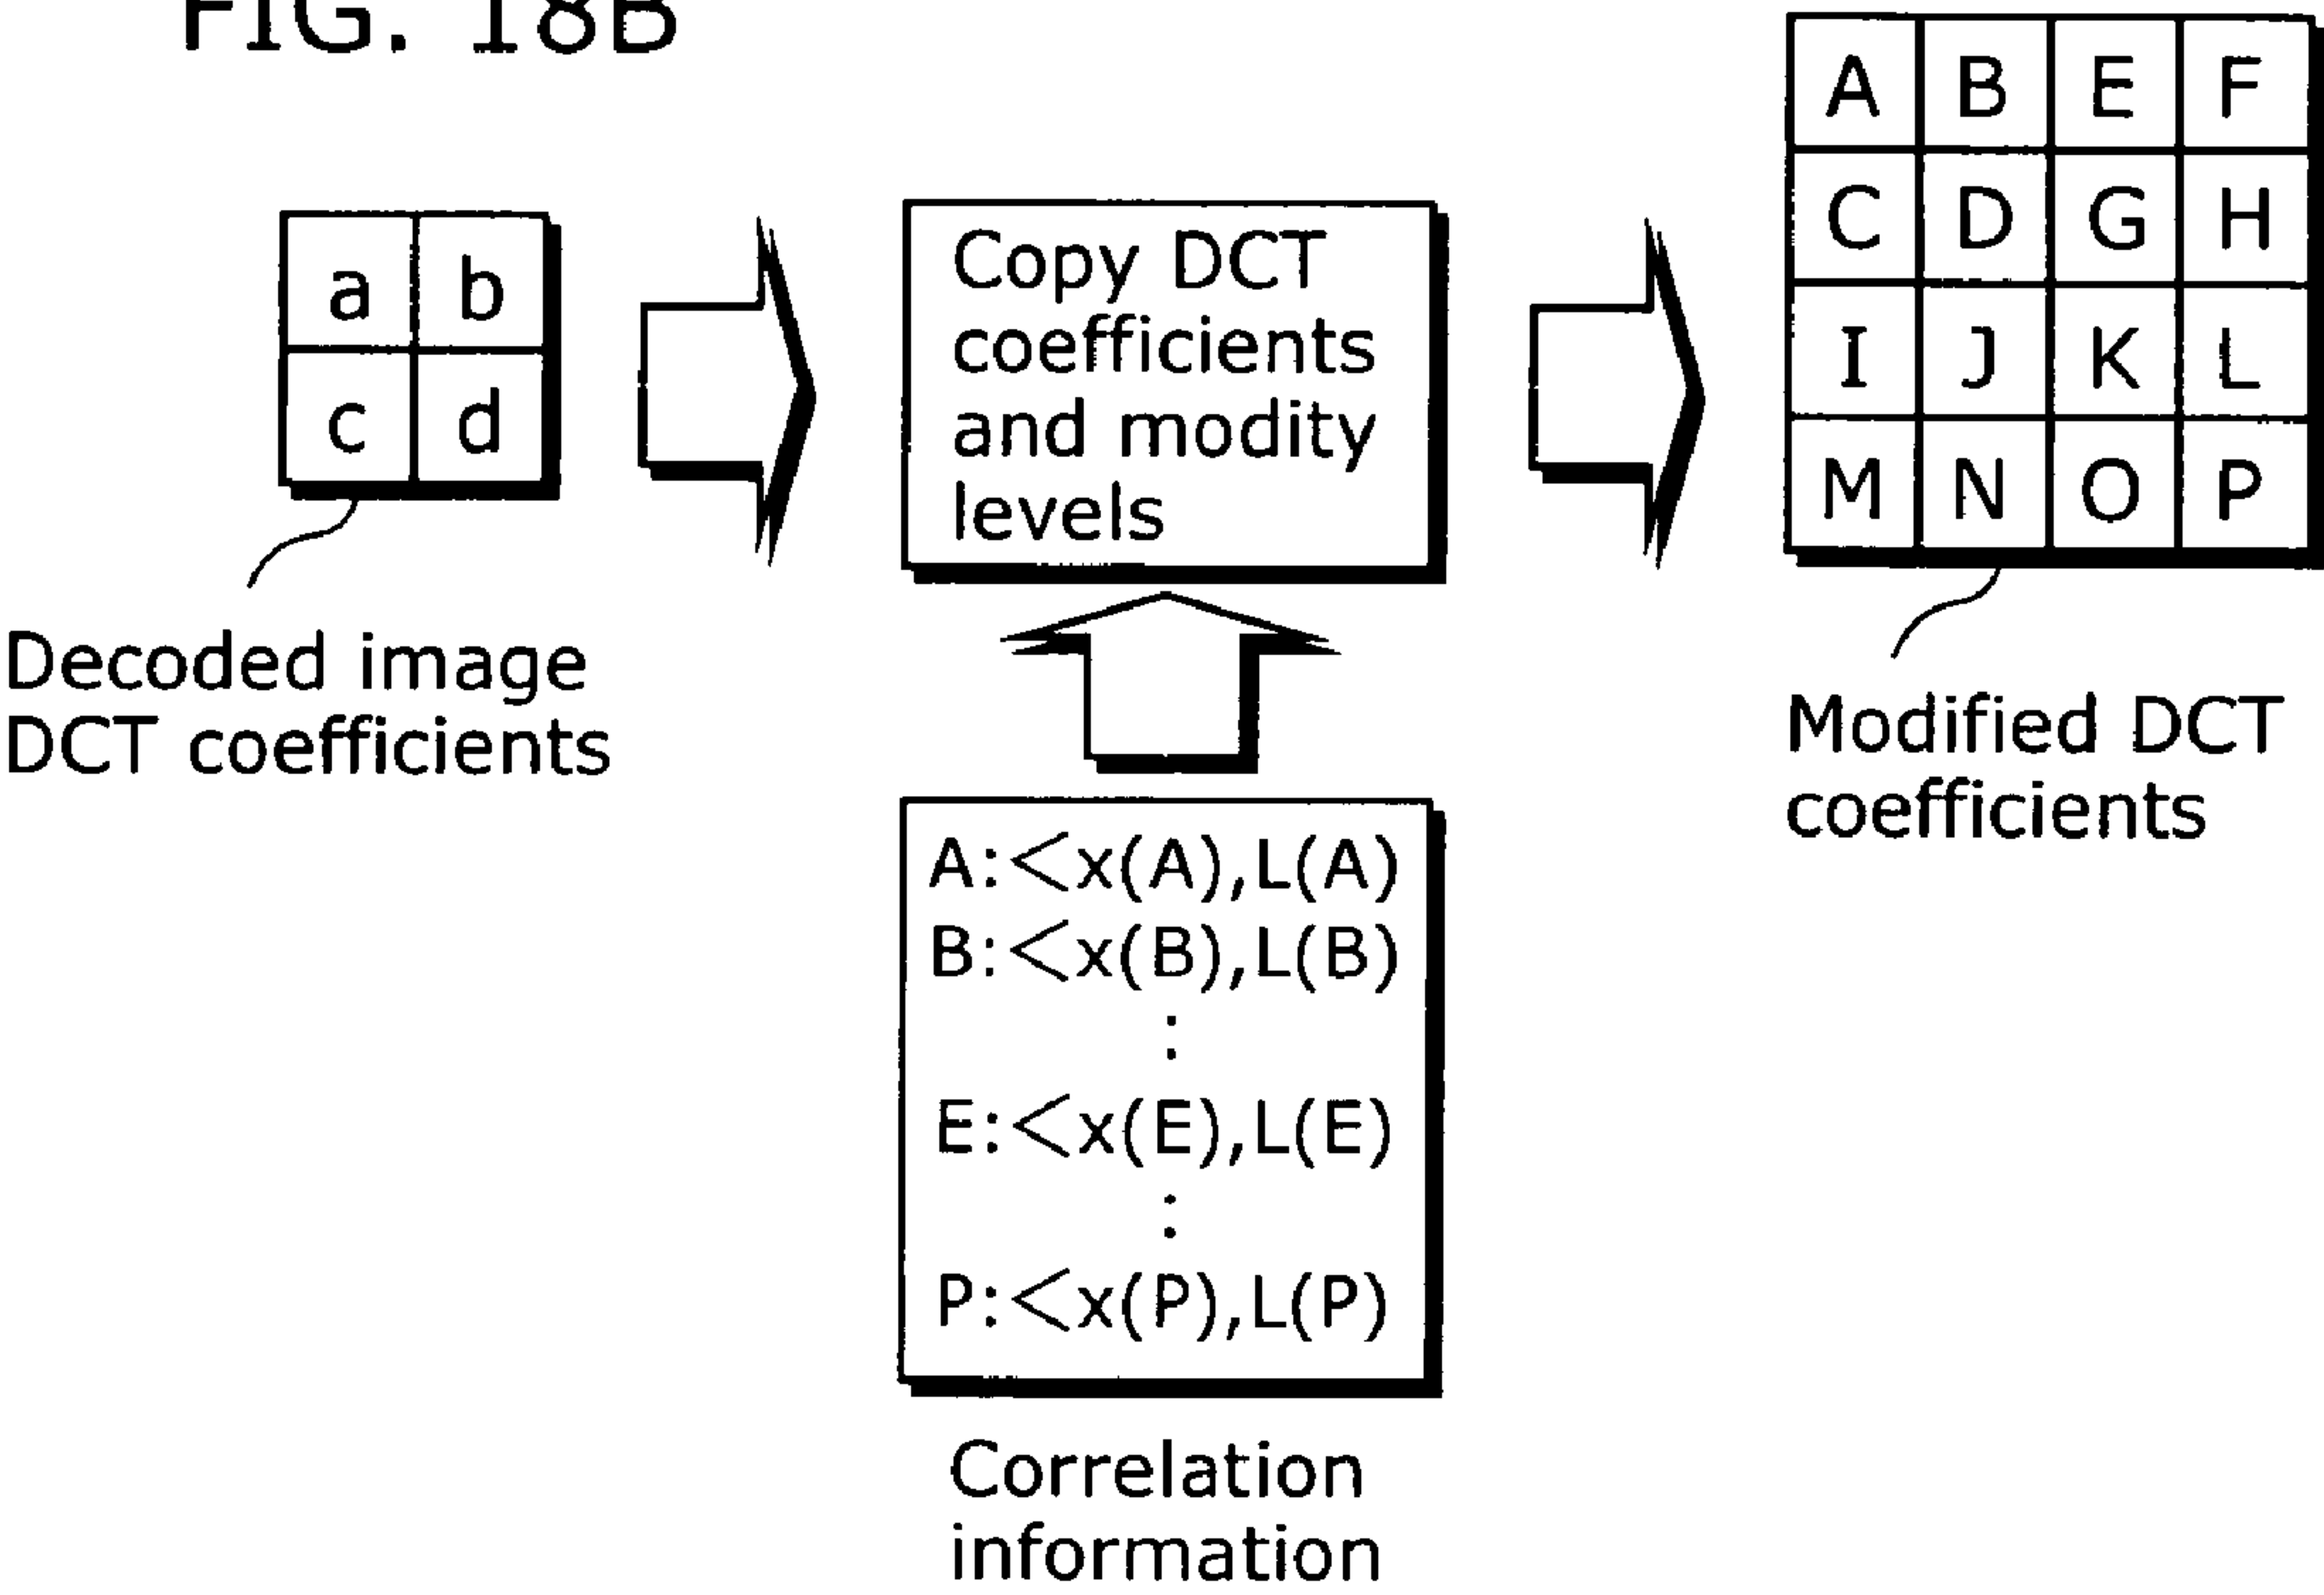 FIG. 18B
a b
c d
Decoded image
DCT coefficients
Copy DCT
coefficients
and modity
levels
A:<x(A),L(A)
B:<x(B),L(B)
:
E:<x(E),L(E)
:
P:<x(P),L(P)
Correlation
information
A B E F
C D G H
I J K L
M N O P
Modified DCT
coefficients